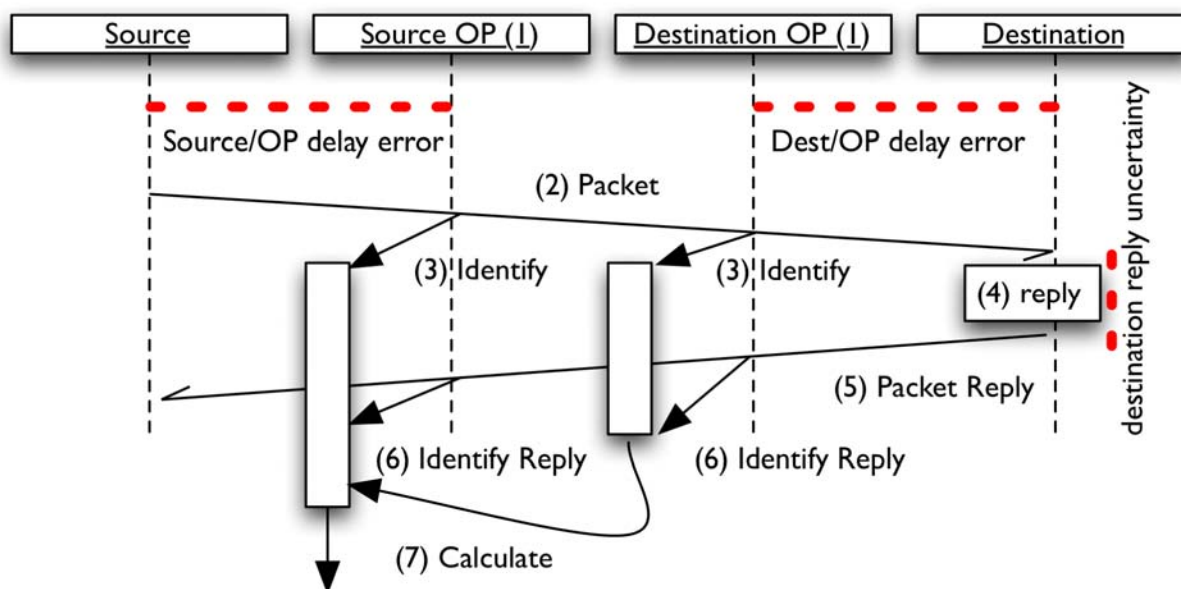 Source
Source OP (1)
Destination OP (1)
Destination
Source/OP delay error
Dest/OP delay error
destination reply uncertainty
(2) Packet
(3) Identify
(3) Identify
(4) reply
(5) Packet Reply
(6) Identify Reply
(6) Identify Reply
(7) Calculate